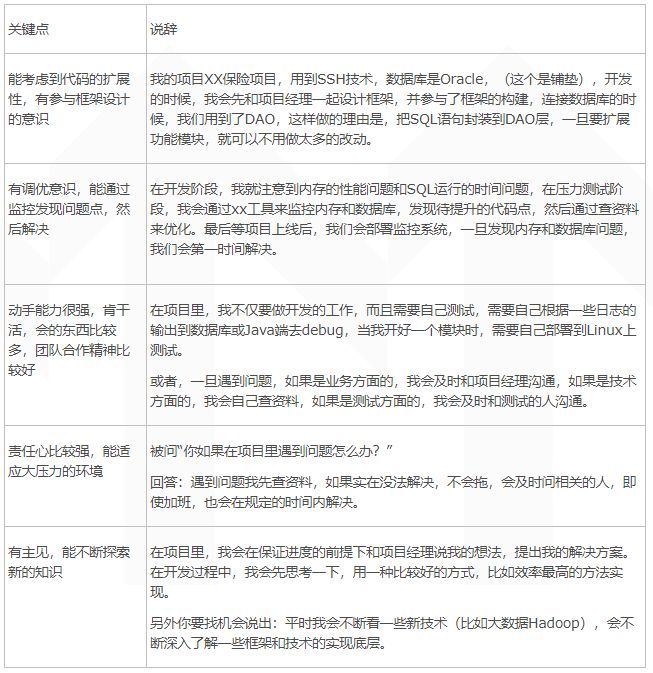 关键点
说辞
能考虑到代码的扩展
性，有参与框架设计
的意识
我的项目XX保险项目，用到SSH技术，数据库是Oracle，（这个是铺垫），开发
的时候，我会先和项目经理一起设计框架，并参与了框架的构建，连接数据库的时
候，我们用到了DAO，这样做的理由是，把SQL语句封装到DAO层，一旦要扩展
功能模块，就可以不用做太多的改动。
有调优意识，能通过
监控发现问题点，然
后解决
在开发阶段，我就注意到内存的性能问题和SQL运行的时间问题，在压力测试阶
段，我会通过xx工具来监控内存和数据库，发现待提升的代码点，然后通过查资料
来优化。最后等项目上线后，我们会部署监控系统，一旦发现内存和数据库问题，
我们会第一时间解决。
动手能力很强，肯干
活，会的东西比较
多，团队合作精神比
较好
在项目里，我不仅要做开发的工作，而且需要自己测试，需要自己根据一些日志的
输出到数据库或Java端去debug，当我开好一个模块时，需要自己部署到Linux上
测试。
或者，一旦遇到问题，如果是业务方面的，我会及时和项目经理沟通，如果是技术
方面的，我会自己查资料，如果是测试方面的，我会及时和测试的人沟通。
责任心比较强，能适
应大压力的环境
被问“你如果在项目里遇到问题怎么办？”
回答：遇到问题我先查资料，如果实在没法解决，不会拖，会及时问相关的人，即
使加班，也会在规定的时间内解决。
有主见，能不断探索
新的知识
在项目里，我会在保证进度的前提下和项目经理说我的想法，提出我的解决方案。
在开发过程中，我会先思考一下，用一种比较好的方式，比如效率最高的方法实
现。
另外你要找机会说出：平时我会不断看一些新技术（比如大数据Hadoop），会不
断深入了解一些框架和技术的实现底层。